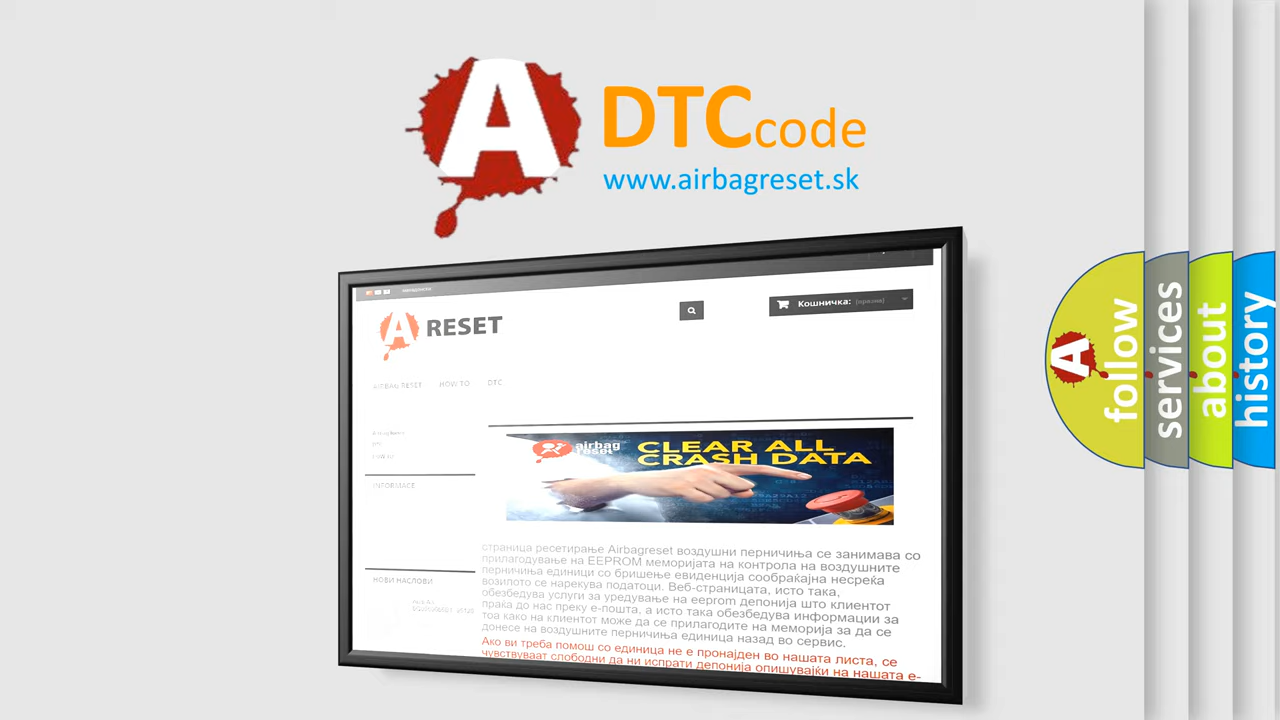 A
DTCcode
www.airbagreset.sk
A RESET
Кошничка: (празна)
AIRBAG RESET HOW TO DTC
airbag
reset
CLEAR ALL
CRASH DATA
INFORMACE
НОВИ НАСЛОВИ
страница ресетирање Airbagreset воздушни перничиња се занимава со
прилагодување на EEPROM меморијата на контрола на воздушните
перничиња единици со бришење евиденција сообраќајна несреќа
возилото се нарекува податоци. Веб-страницата, исто така,
обезбедува услуги за уредување на eeprom депонија што клиентот
праќа до нас преку е-пошта, а исто така обезбедува информации за
тоа како на клиентот може да се прилагодите на меморија за да се
донесе на воздушните перничиња единица назад во сервис.
Ако ви треба помош со единица не е пронајден во нашата листа, се
чувствуваат слободни да ни испрати депонија опишувајќи на нашата е-
A
follow
services
about
history